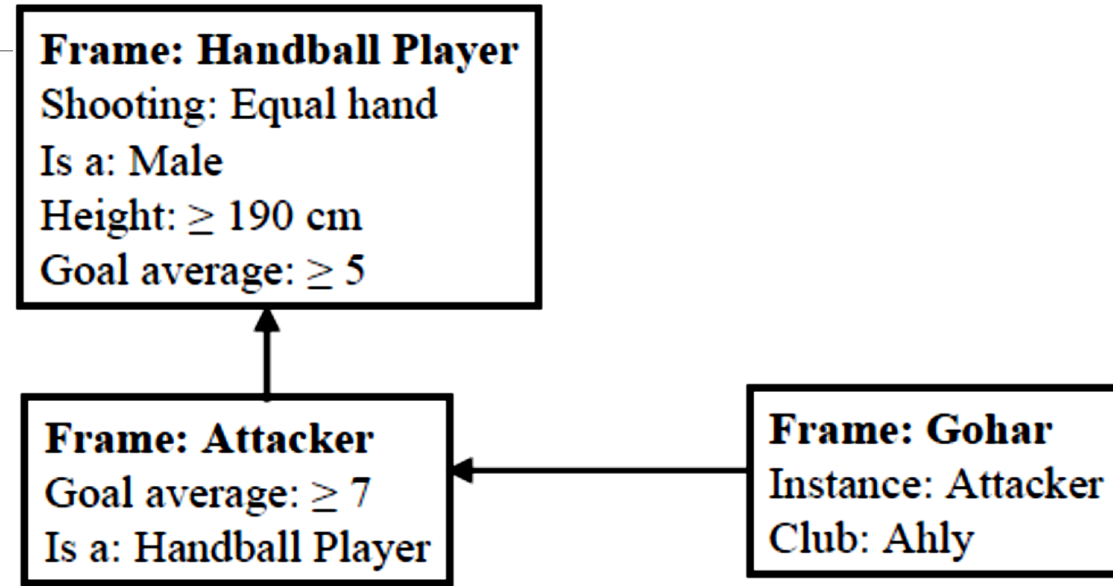 Frame: Handball Player
Shooting: Equal hand
Is a: Male
Height: ≥ 190 cm
Goal average: ≥ 5
Frame: Attacker
Goal average: ≥ 7
Is a: Handball Player
Frame: Gohar
Instance: Attacker
Club: Ahly